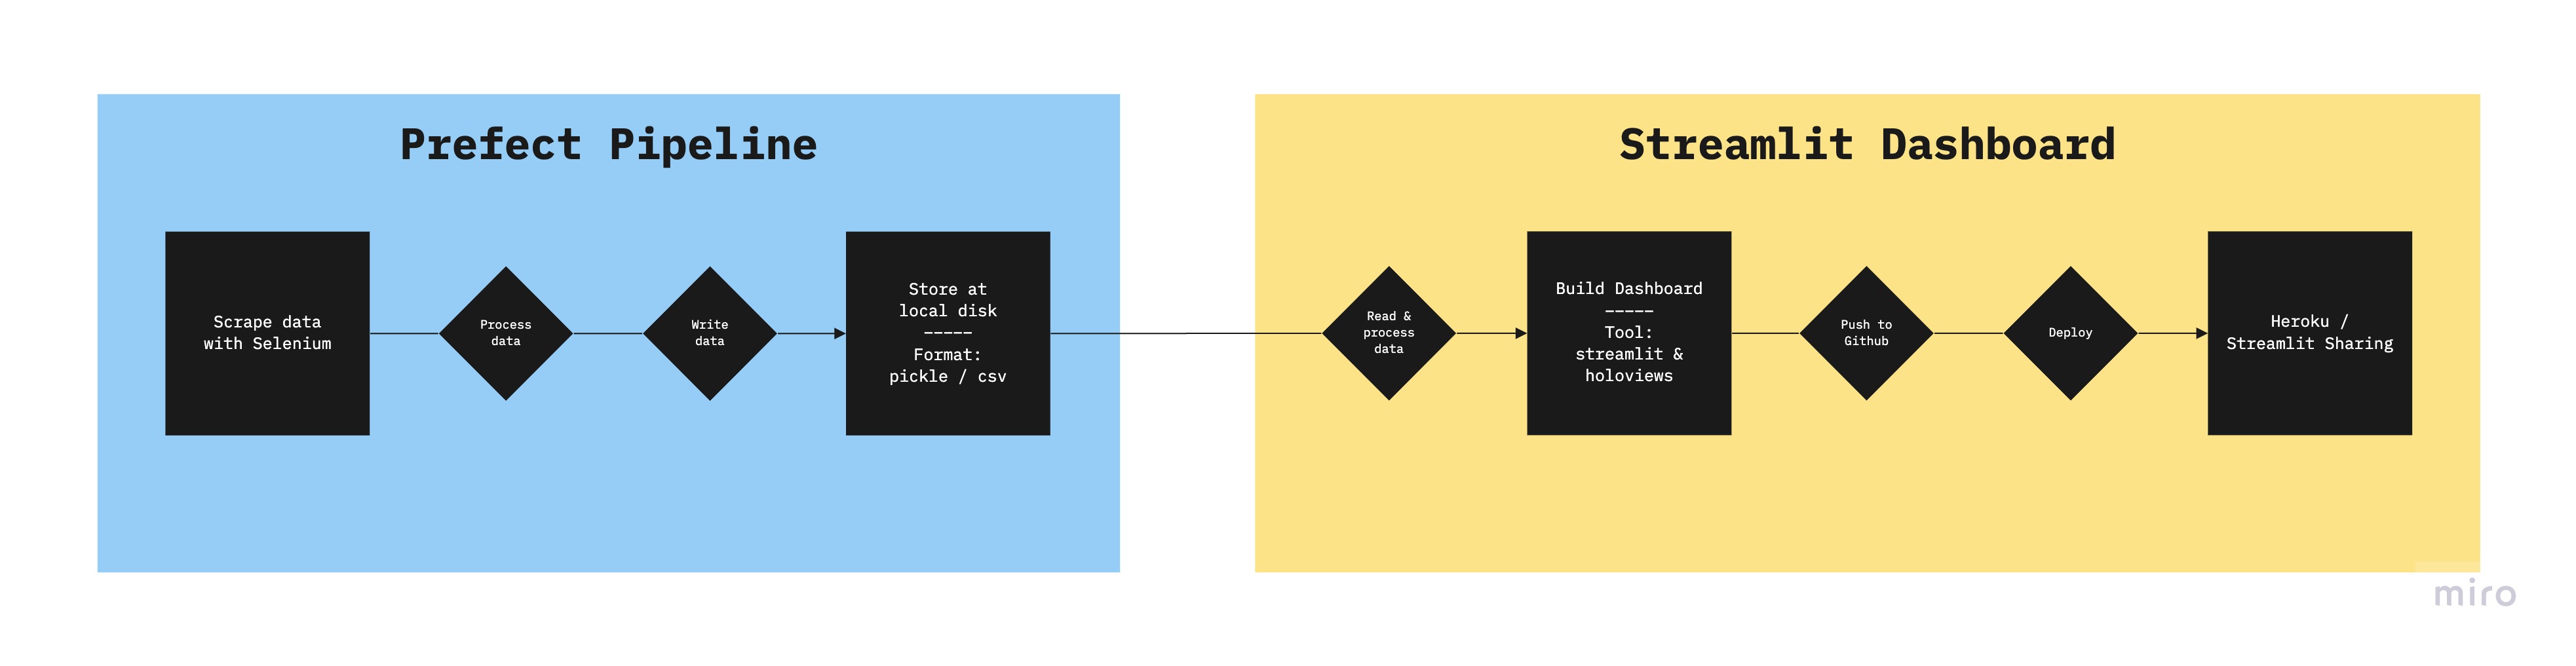 Prefect Pipeline
Scrape data
with Selenium
Process
data
Write
data
Store at
local disk
-----
Format:
pickle / csv
Streamlit Dashboard
Read &
process
data
Build Dashboard
-----
Tool:
streamlit &
holoviews
Push to
Github
Deploy
Heroku /
Streamlit Sharing
miro